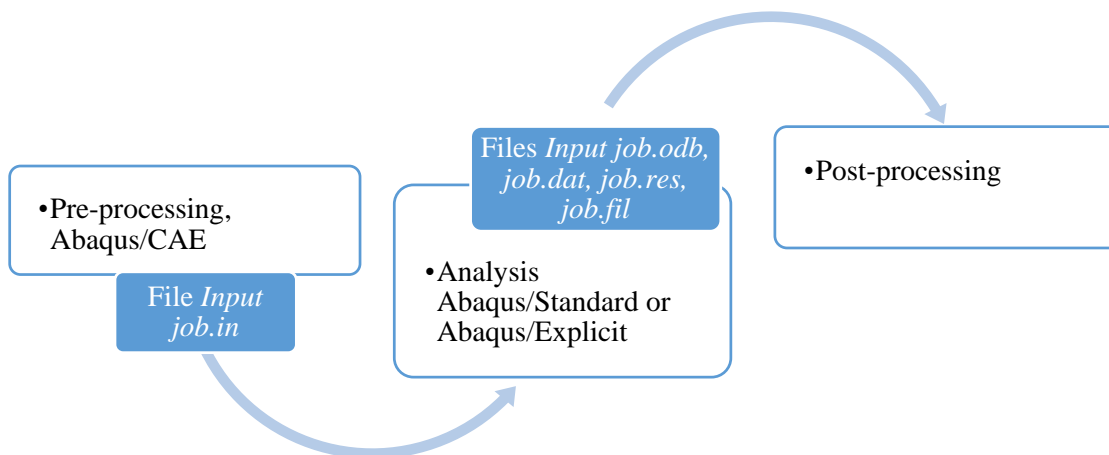 •Pre-processing,
Abaqus/CAE
File Input
job.in
Files Input job.odb,
job.dat, job.res,
job.fil
•Analysis
Abaqus/Standard or
Abaqus/Explicit
•Post-processing